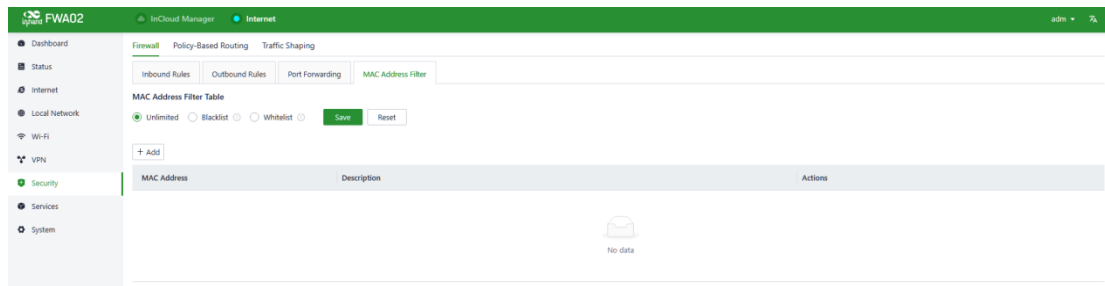 inhand FWA02 InCloud Manager Internet adm
Dashboard
Status
Internet
Local Network
Wi-Fi
VPN
Security
Services
System
Firewall Policy-Based Routing Traffic Shaping
Inbound Rules Outbound Rules Port Forwarding MAC Address Filter
MAC Address Filter Table
Unlimited Blacklist Whitelist Save Reset
+ Add
MAC Address Description Actions
No data